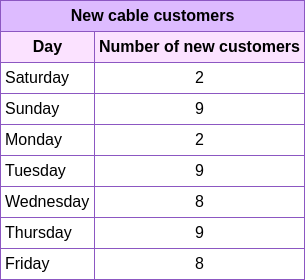 New cable customers
Day Number of new customers
Saturday 2
Sunday 9
Monday 2
Tuesday 9
Wednesday 8
Thursday 9
Friday 8